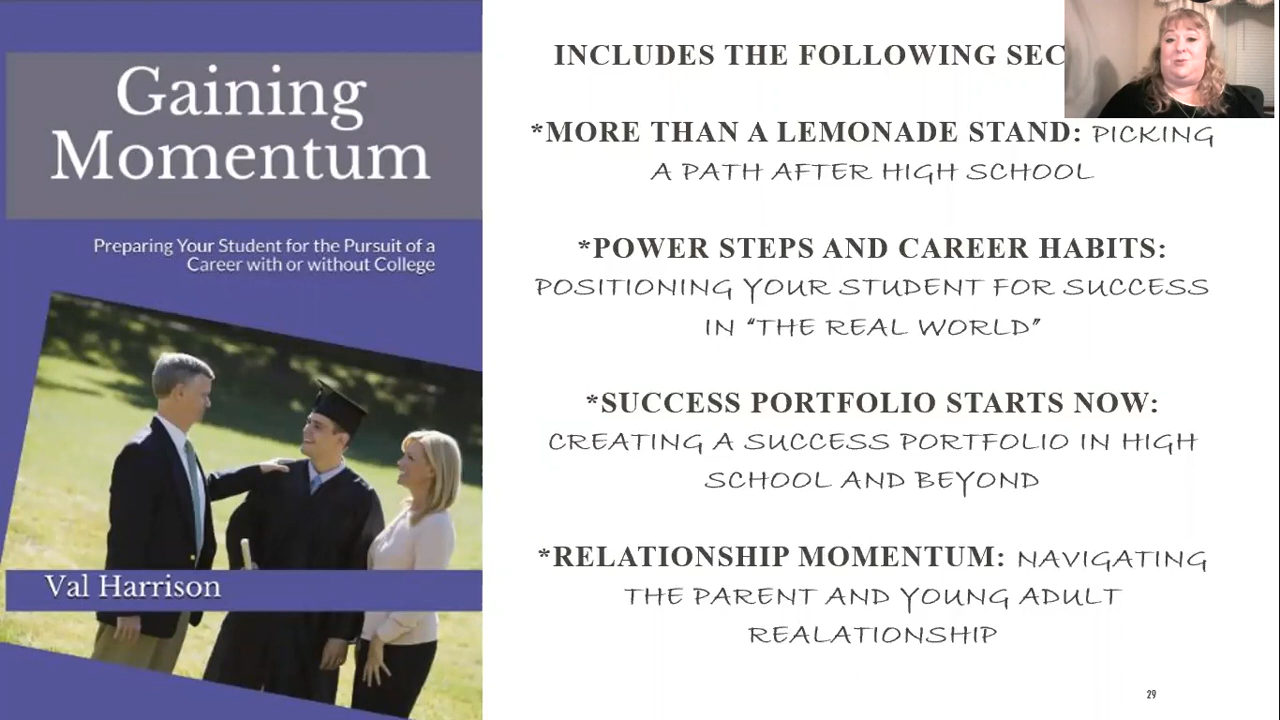 Gaining
Momentum
Preparing Your Student for the Pursuit of a
Career with or without College
Val Harrison
INCLUDES THE FOLLOWING SEC
*MORE THAN A LEMONADE STAND: PICKING
A PATH AFTER HIGH SCHOOL
*POWER STEPS AND CAREER HABITS:
POSITIONING YOUR STUDENT FOR SUCCESS
IN “THE REAL WORLD”
*SUCCESS PORTFOLIO STARTS NOW:
CREATING A SUCCESS PORTFOLIO IN HIGH
SCHOOL AND BEYOND
*RELATIONSHIP MOMENTUM: NAVIGATING
THE PARENT AND YOUNG ADULT
REALATIONSHIP
29